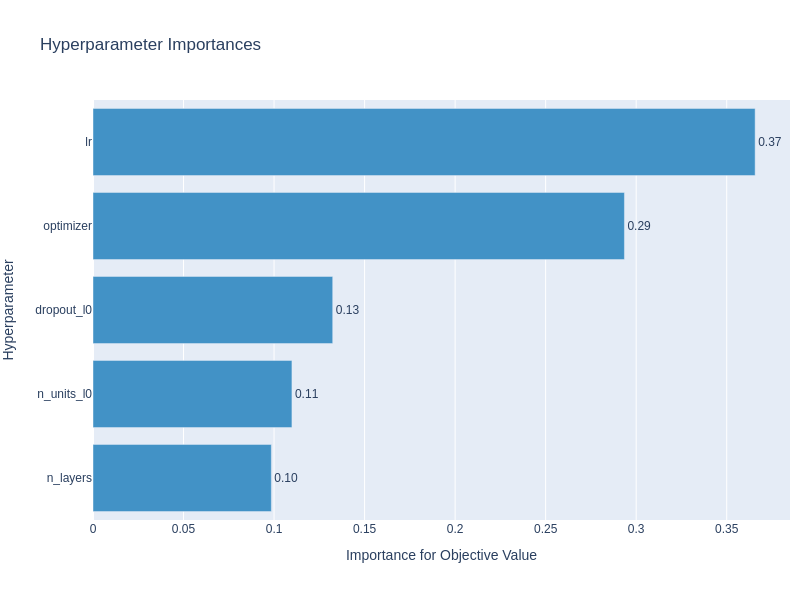 Hyperparameter Importances
Hyperparameter
lr
0.37
optimizer
0.29
dropout_l0
0.13
n_units_l0
0.11
n_layers
0.10
0
0.05
0.1
0.15
0.2
0.25
0.3
0.35
Importance for Objective Value